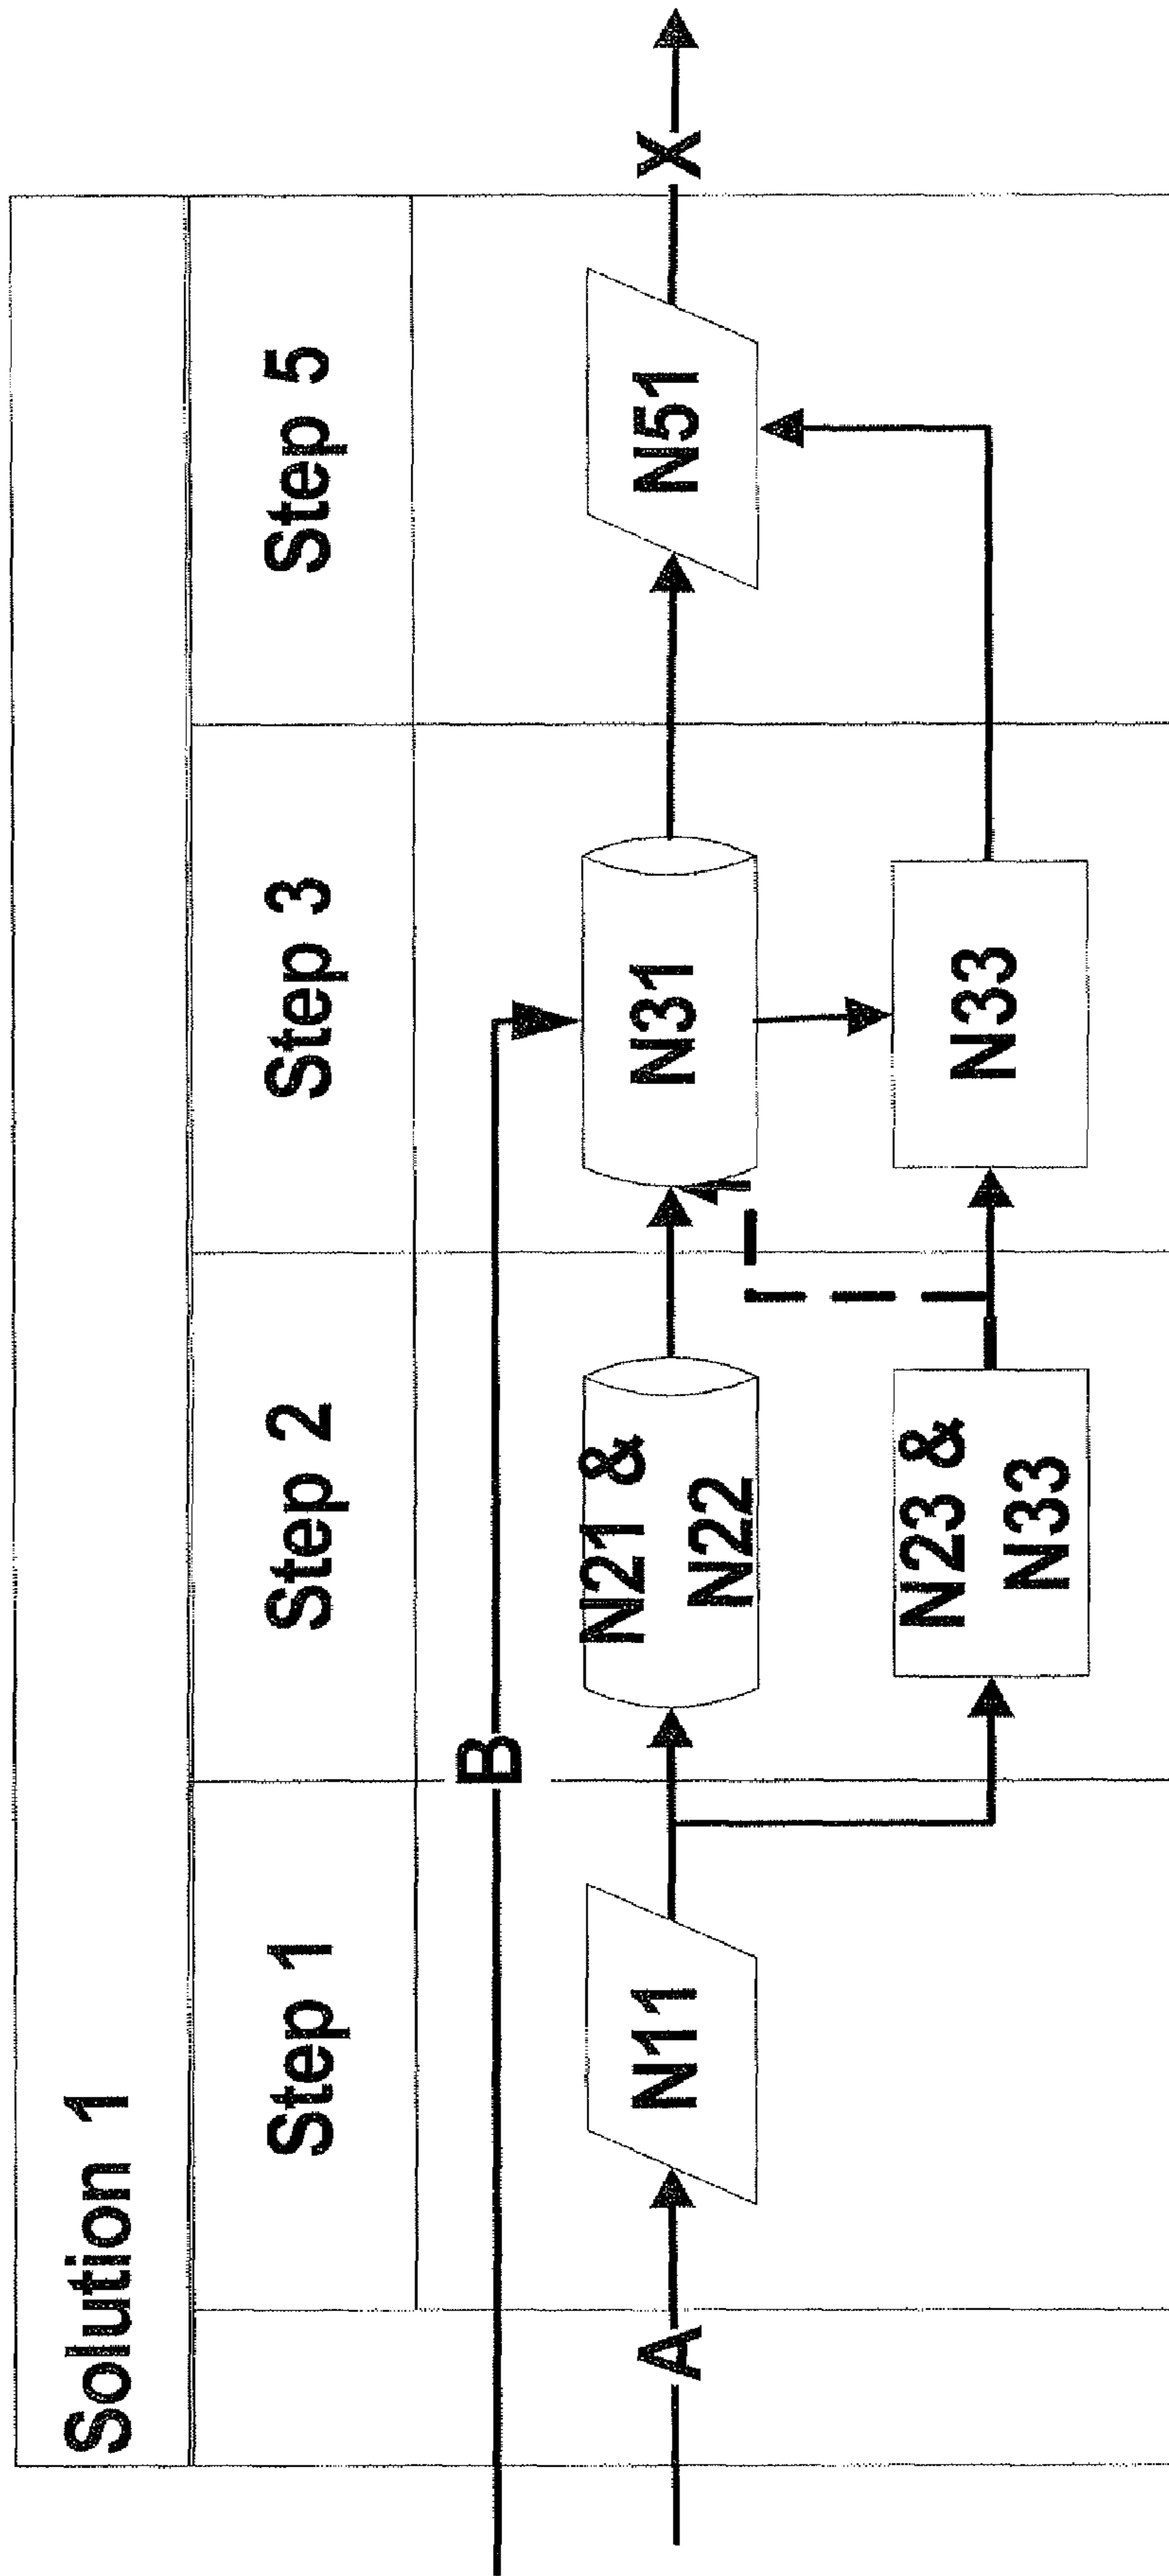 Solution 1
Step 1
Step 2
Step 3
Step 5
B
A
N11
N21 &
N22
N31
N51
X
N23 &
N33
N33